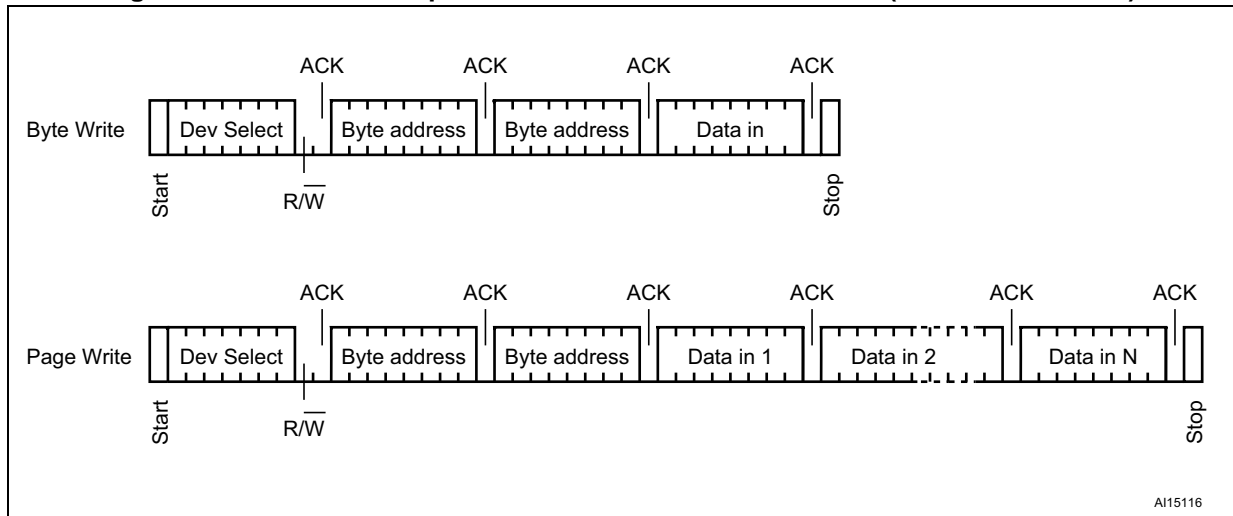 ACK ACK ACK ACK
Byte Write Dev Select Byte address Byte address Data in
Start R/W̅ Stop
ACK ACK ACK ACK ACK ACK
Page Write Dev Select Byte address Byte address Data in 1 Data in 2 Data in N
Start R/W̅ Stop
AI15116